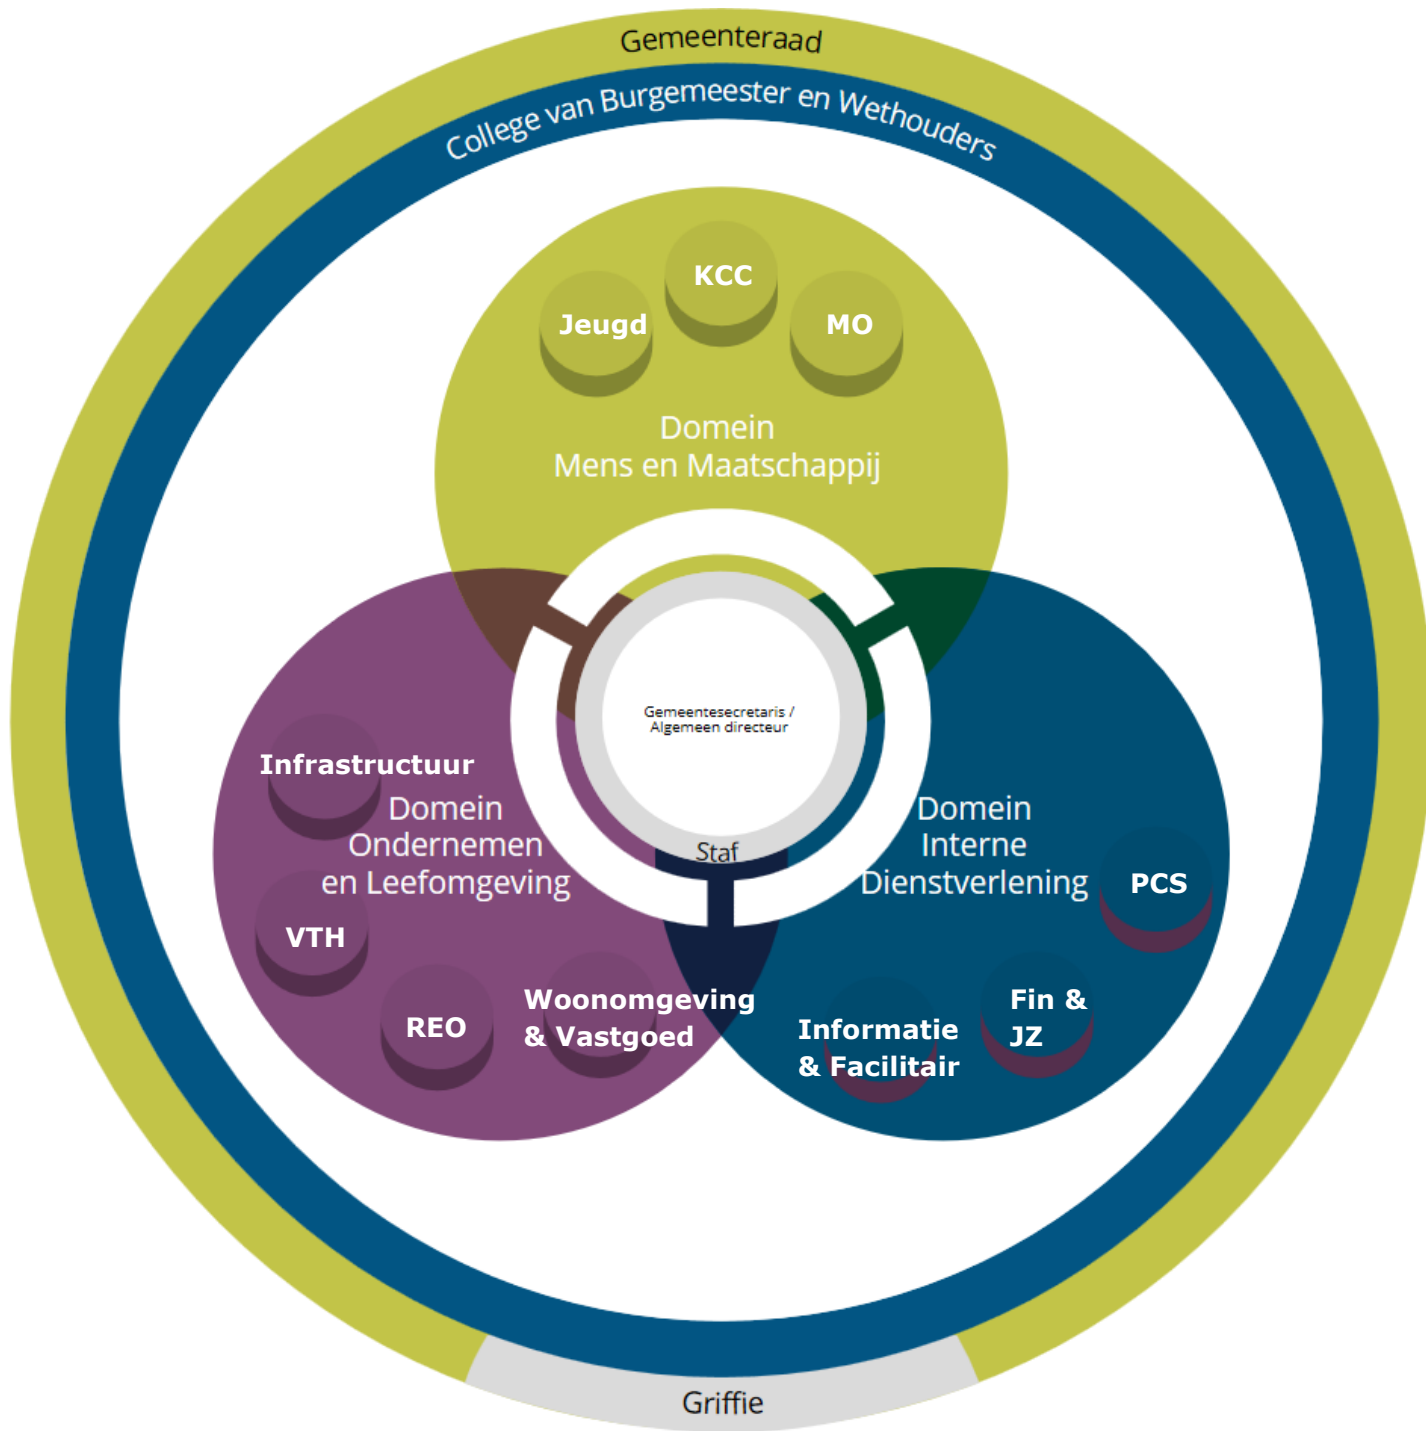 Gemeenteraad
College van Burgemeester en Wethouders
KCC
Jeugd
MO
Domein
Mens en Maatschappij
Gemeentesecretaris /
Algemeen directeur
Staf
Infrastructuur
Domein
Ondernemen
en Leefomgeving
VTH
REO
Woonomgeving
& Vastgoed
Domein
Interne
Dienstverlening
PCS
Fin &
JZ
Informatie
& Facilitair
Griffie